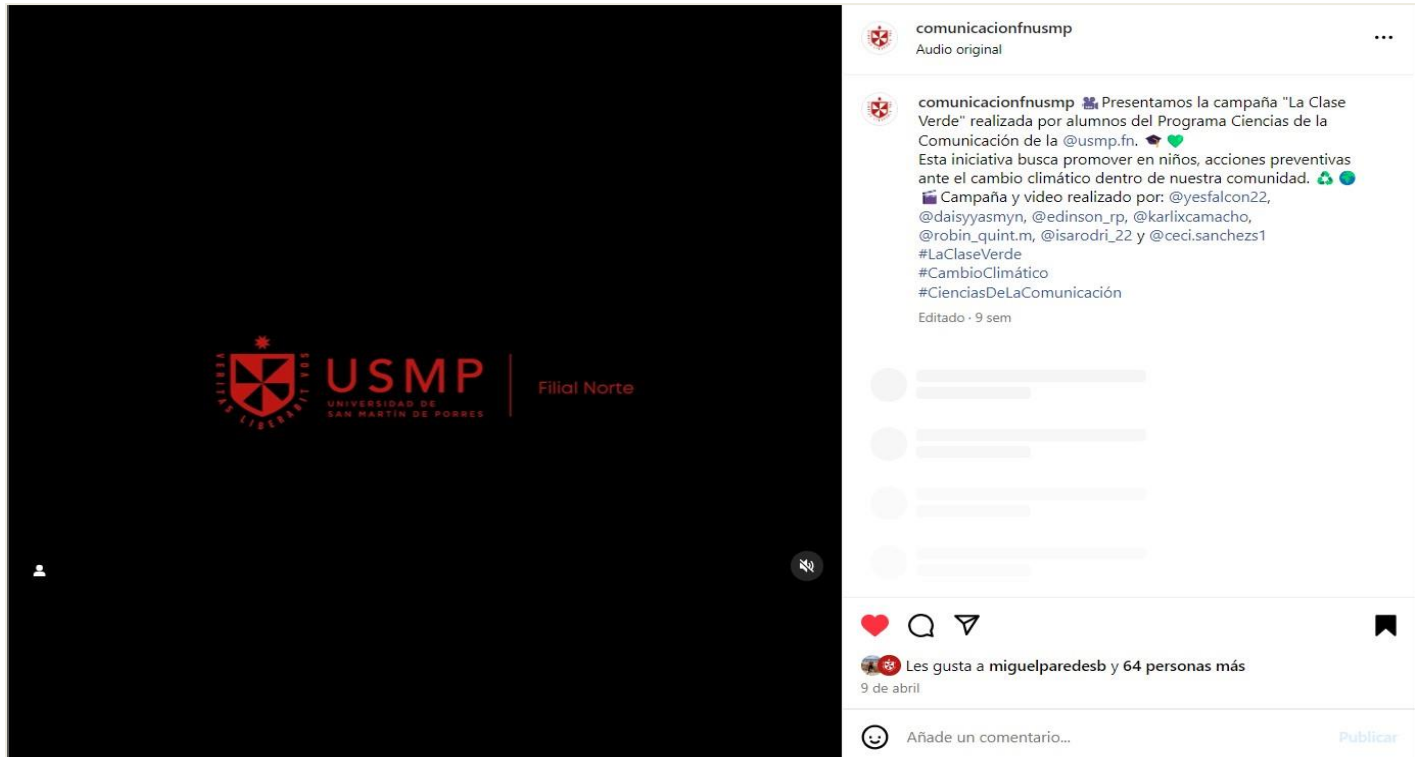 VERITAS LIBERABIT VOS
USMP
UNIVERSIDAD DE
SAN MARTÍN DE PORRES
Filial Norte
comunicacionfnusmp
Audio original
comunicacionfnusmp 🎥 Presentamos la campaña "La Clase
Verde" realizada por alumnos del Programa Ciencias de la
Comunicación de la @usmp.fn. 🎓 💚
Esta iniciativa busca promover en niños, acciones preventivas
ante el cambio climático dentro de nuestra comunidad. ♻️ 🌎
🎬 Campaña y video realizado por: @yesfalcon22,
@daisyyasmyn, @edinson_rp, @karlixcamacho,
@robin_quint.m, @isarodri_22 y @ceci.sanchezs1
#LaClaseVerde
#CambioClimático
#CienciasDeLaComunicación
Editado · 9 sem
Les gusta a miguelparedesb y 64 personas más
9 de abril
Añade un comentario...
Publicar